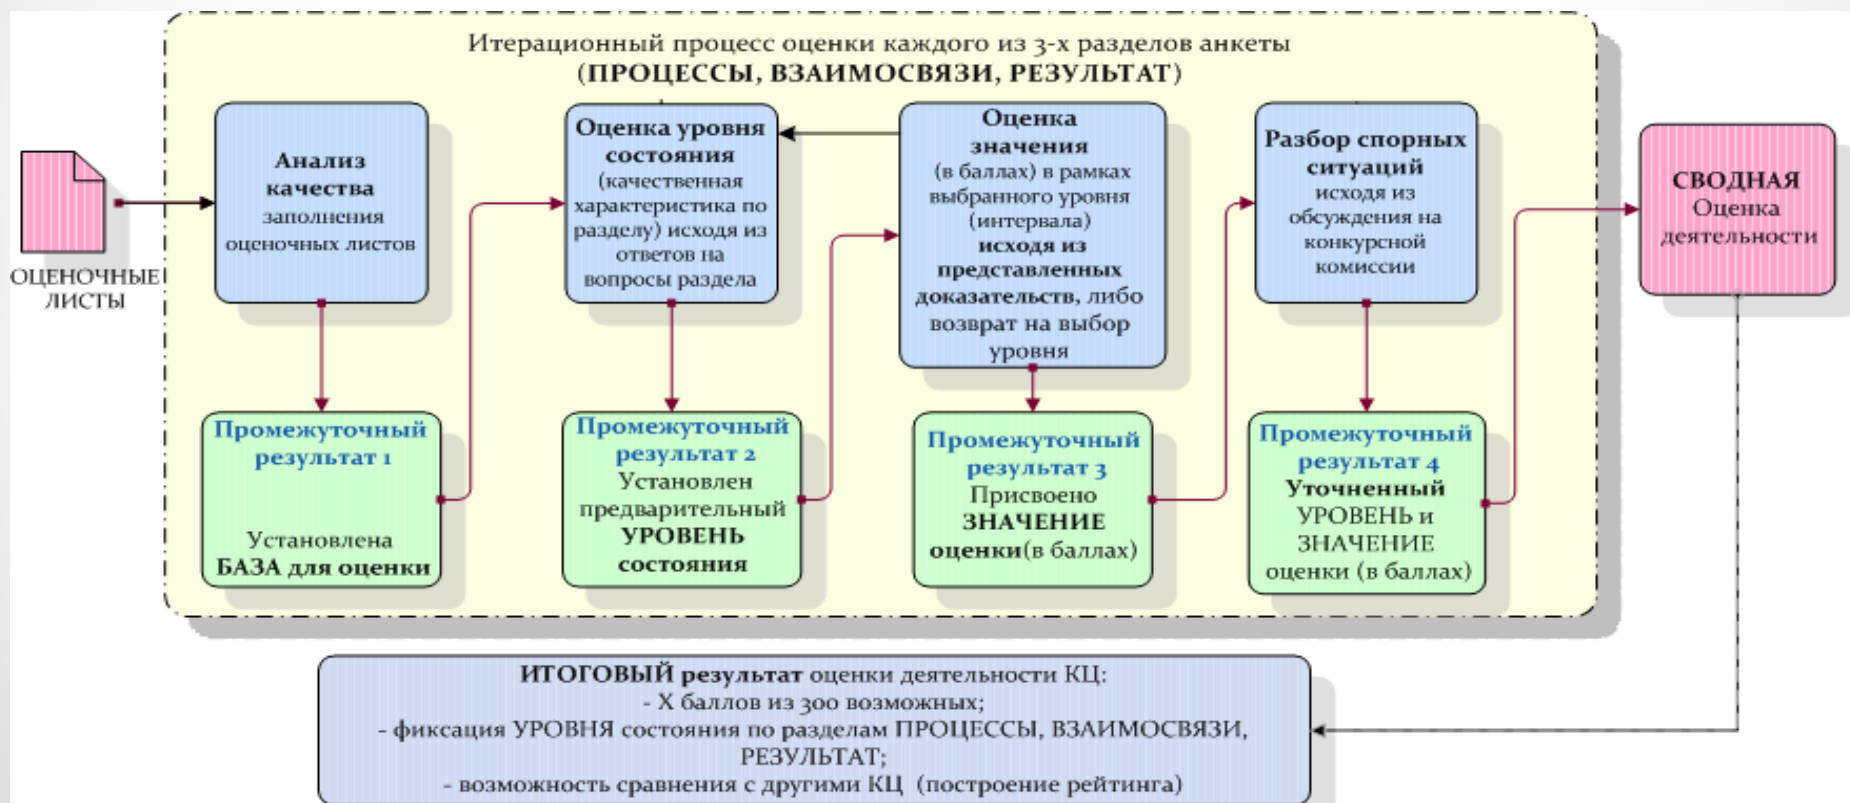 Итерационный процесс оценки каждого из 3-х разделов анкеты
(ПРОЦЕССЫ, ВЗАИМОСВЯЗИ, РЕЗУЛЬТАТ)
ОЦЕНОЧНЫЕ
ЛИСТЫ
Анализ
качества
заполнения
оценочных листов
Оценка уровня
состояния
(качественная
характеристика по
разделу) исходя из
ответов на
вопросы раздела
Оценка
значения
(в баллах) в рамках
выбранного уровня
(интервала)
исходя из
представленных
доказательств, либо
возврат на выбор
уровня
Разбор спорных
ситуаций
исходя из
обсуждения на
конкурсной
комиссии
СВОДНАЯ
Оценка
деятельности
Промежуточный
результат 1
Установлена
БАЗА для оценки
Промежуточный
результат 2
Установлен
предварительный
УРОВЕНЬ
состояния
Промежуточный
результат 3
Присвоено
ЗНАЧЕНИЕ
оценки(в баллах)
Промежуточный
результат 4
Уточненный
УРОВЕНЬ и
ЗНАЧЕНИЕ
оценки (в баллах)
ИТОГОВЫЙ результат оценки деятельности КЦ:
- X баллов из 300 возможных;
- фиксация УРОВНЯ состояния по разделам ПРОЦЕССЫ, ВЗАИМОСВЯЗИ,
РЕЗУЛЬТАТ;
- возможность сравнения с другими КЦ (построение рейтинга)